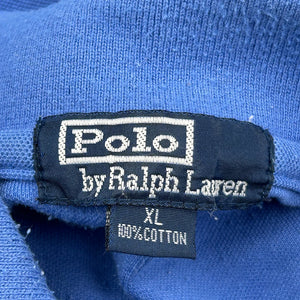 Polo
by Ralph Lauren
XL
100% COTTON